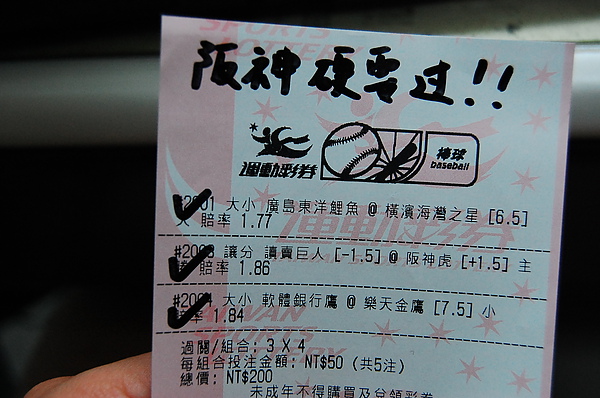 阪神硬要过!!
運動彩券
棒球
baseball
大小 廣島東洋鯉魚 @ 橫濱海灣之星 [6.5]
賠率 1.77
讓分 讀賣巨人 [-1.5] @ 阪神虎 [+1.5] 主
賠率 1.86
大小 軟體銀行鷹 @ 樂天金鷹 [7.5] 小
賠率 1.84
過關/組合: 3 X 4
每組合投注金額: NT$50 (共5注)
總價: NT$200
未成年不得購買及兌領彩券